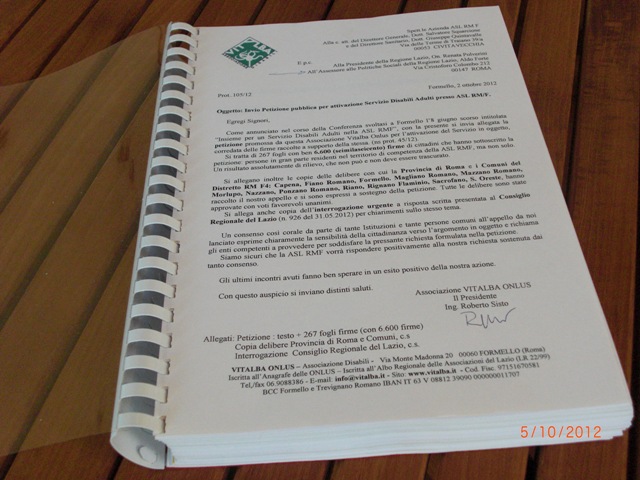 VITALBA
Spett.le Azienda ASL RM F
Alla c. att. del Direttore Generale, Dott. Salvatore Squarcione
e del Direttore Sanitario, Dott. Giuseppe Quintavalle
Via delle Terme di Traiano 39/a
00053 CIVITAVECCHIA
E p.c.
Alla Presidente della Regione Lazio, On. Renata Polverini
All'Assessore alle Politiche Sociali della Regione Lazio, Aldo Forte
Via Cristoforo Colombo 212
00147 ROMA
Prot. 105/12
Formello, 2 ottobre 2012
Oggetto: Invio Petizione pubblica per attivazione Servizio Disabili Adulti presso ASL RM/F.
Egregi Signori,
Come annunciato nel corso della Conferenza svoltasi a Formello l'8 giugno scorso intitolata
"Insieme per un Servizio Disabili Adulti nella ASL RMF", con la presente si invia allegata la
petizione promossa da questa Associazione Vitalba Onlus per l'attivazione del Servizio in oggetto,
corredata delle firme raccolte a supporto della stessa (ns prot. 45/12).
Si tratta di 267 fogli con ben 6.600 (seimilaseicento) firme di cittadini che hanno sottoscritto la
petizione: persone in gran parte residenti nel territorio di competenza della ASL RMF, ma non solo.
Un risultato assolutamente di rilievo, che non può e non deve essere trascurato.
Si allegano inoltre le copie delle delibere con cui la Provincia di Roma e i Comuni del
Distretto RM F4: Capena, Fiano Romano, Formello, Magliano Romano, Mazzano Romano,
Morlupo, Nazzano, Ponzano Romano, Riano, Rignano Flaminio, Sacrofano, S. Oreste, hanno
raccolto il nostro appello e si sono espressi a sostegno della petizione. Tutte le delibere sono state
approvate con voti favorevoli unanimi.
Si allega anche copia dell'interrogazione urgente a risposta scritta presentata al Consiglio
Regionale del Lazio (n. 926 del 31.05.2012) per chiarimenti sullo stesso tema.
Un consenso così corale da parte di tante Istituzioni e tante persone comuni all'appello da noi
lanciato esprime chiaramente la sensibilità della cittadinanza verso l'argomento in oggetto e richiama
gli enti competenti a provvedere per soddisfare la pressante richiesta formulata nella petizione.
Siamo sicuri che la ASL RMF vorrà rispondere positivamente alla nostra richiesta sostenuta dai
tanto consenso.
Gli ultimi incontri avuti fanno ben sperare in un esito positivo della nostra azione.
Con questo auspicio si inviano distinti saluti.
Associazione VITALBA ONLUS
Il Presidente
Ing. Roberto Sisto
Allegati: Petizione : testo + 267 fogli firme (con 6.600 firme)
Copia delibere Provincia di Roma e Comuni, c.s
Interrogazione Consiglio Regionale del Lazio, c.s.
VITALBA ONLUS – Associazione Disabili - Via Monte Madonna 20 00060 FORMELLO (Roma)
Iscritta all'Anagrafe delle ONLUS - Iscritta all'Albo Regionale delle Associazioni del Lazio (LR 22/99)
Tel./fax 06.9088386 - E-mail: info@vitalba.it - Sito: www.vitalba.it - Cod. Fisc. 97151670581
BCC Formello e Trevignano Romano IBAN IT 63 V 08812 39090 000000011707
5/10/2012